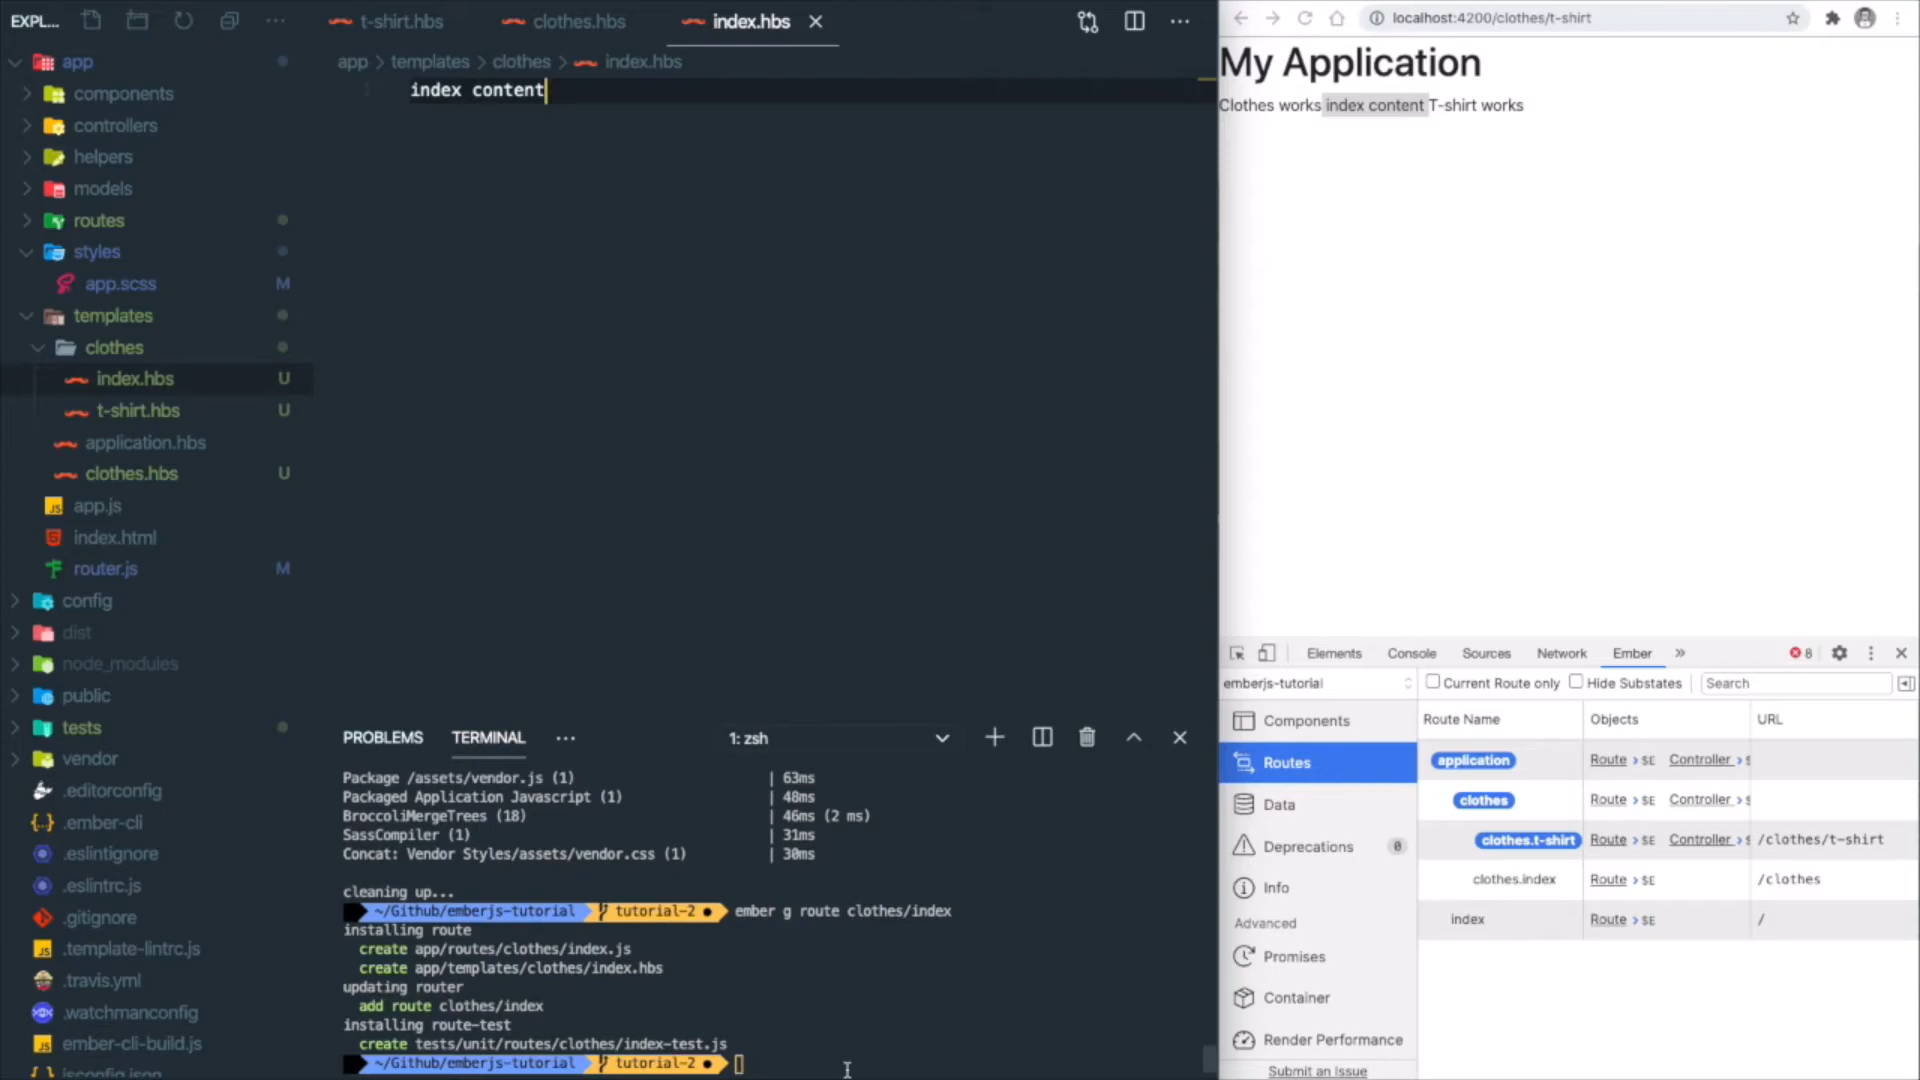 EXPL...
app
components
controllers
helpers
models
routes
styles
app.scss M
templates
clothes
index.hbs U
t-shirt.hbs U
application.hbs
clothes.hbs U
app.js
index.html
router.js M
config
dist
node_modules
public
tests
vendor
.editorconfig
.ember-cli
.eslintignore
.eslintrc.js
.gitignore
.template-lintrc.js
.travis.yml
.watchmanconfig
ember-cli-build.js
jsconfig.json
t-shirt.hbs clothes.hbs index.hbs
app > templates > clothes > index.hbs
1 index content
PROBLEMS TERMINAL ... 1: zsh
Package /assets/vendor.js (1) | 63ms
Packaged Application Javascript (1) | 48ms
BroccoliMergeTrees (18) | 46ms (2 ms)
SassCompiler (1) | 31ms
Concat: Vendor Styles/assets/vendor.css (1) | 30ms
cleaning up...
~/Github/emberjs-tutorial tutorial-2 ● ember g route clothes/index
installing route
create app/routes/clothes/index.js
create app/templates/clothes/index.hbs
updating router
add route clothes/index
installing route-test
create tests/unit/routes/clothes/index-test.js
~/Github/emberjs-tutorial tutorial-2 ●
localhost:4200/clothes/t-shirt
My Application
Clothes works index content T-shirt works
Elements Console Sources Network Ember » 8
emberjs-tutorial
Current Route only Hide Substates Search
Components
Routes
Data
Deprecations 0
Info
Advanced
Promises
Container
Render Performance
Submit an Issue
Route Name Objects URL
application Route > $E Controller > $
clothes Route > $E Controller > $
clothes.t-shirt Route > $E Controller > $ /clothes/t-shirt
clothes.index Route > $E /clothes
index Route > $E /